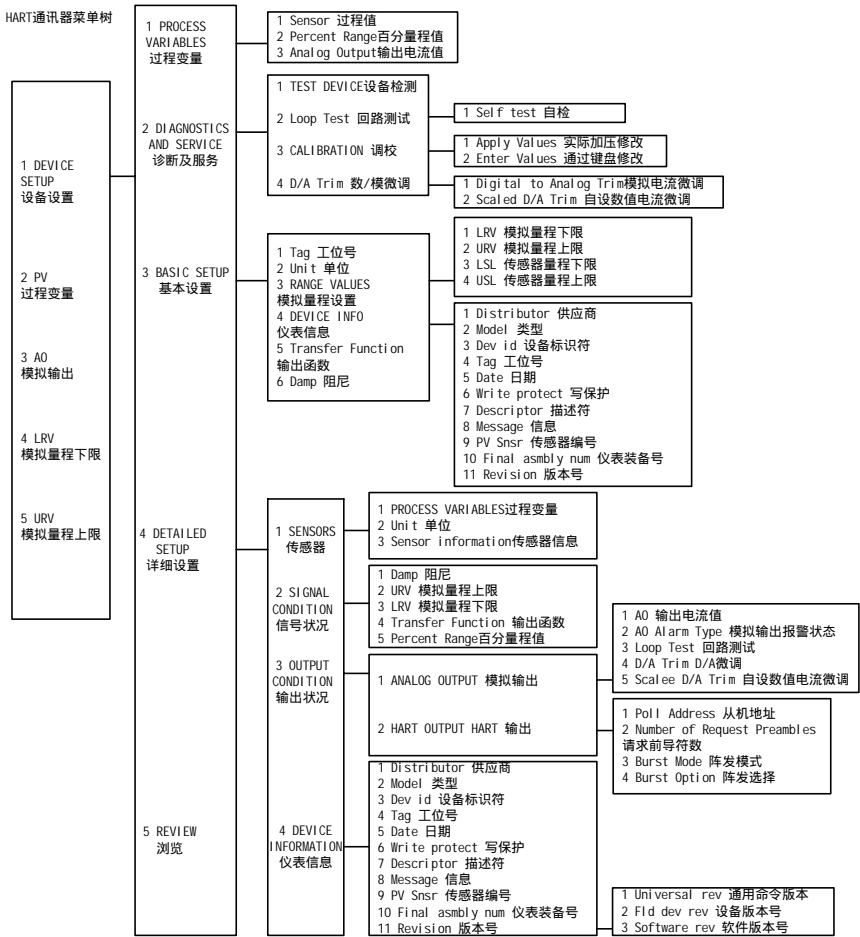 HART通讯器菜单树
1 DEVICE
SETUP
设备设置
2 PV
过程变量
3 AO
模拟输出
4 LRV
模拟量程下限
5 URV
模拟量程上限
1 PROCESS
VARIABLES
过程变量
2 DIAGNOSTICS
AND SERVICE
诊断及服务
3 BASIC SETUP
基本设置
4 DETAILED
SETUP
详细设置
5 REVIEW
浏览
1 Sensor 过程值
2 Percent Range百分量程值
3 Analog Output输出电流值
1 TEST DEVICE设备检测
2 Loop Test 回路测试
3 CALIBRATION 调校
4 D/A Trim 数/模微调
1 Self test 自检
1 Apply Values 实际加压修改
2 Enter Values 通过键盘修改
1 Digital to Analog Trim模拟电流微调
2 Scaled D/A Trim 自设数值电流微调
1 Tag 工位号
2 Unit 单位
3 RANGE VALUES
模拟量程设置
4 DEVICE INFO
仪表信息
5 Transfer Function
输出函数
6 Damp 阻尼
1 LRV 模拟量程下限
2 URV 模拟量程上限
3 LSL 传感器量程下限
4 USL 传感器量程上限
1 Distributor 供应商
2 Model 类型
3 Dev id 设备标识符
4 Tag 工位号
5 Date 日期
6 Write protect 写保护
7 Descriptor 描述符
8 Message 信息
9 PV Snsr 传感器编号
10 Final asmbly num 仪表装备号
11 Revision 版本号
1 SENSORS
传感器
2 SIGNAL
CONDITION
信号状况
3 OUTPUT
CONDITION
输出状况
4 DEVICE
INFORMATION
仪表信息
1 PROCESS VARIABLES过程变量
2 Unit 单位
3 Sensor information传感器信息
1 Damp 阻尼
2 URV 模拟量程上限
3 LRV 模拟量程下限
4 Transfer Function 输出函数
5 Percent Range百分量程值
1 ANALOG OUTPUT 模拟输出
2 HART OUTPUT HART 输出
1 AO 输出电流值
2 AO Alarm Type 模拟输出报警状态
3 Loop Test 回路测试
4 D/A Trim D/A微调
5 Scalee D/A Trim 自设数值电流微调
1 Poll Address 从机地址
2 Number of Request Preambles
请求前导符数
3 Burst Mode 阵发模式
4 Burst Option 阵发选择
1 Distributor 供应商
2 Model 类型
3 Dev id 设备标识符
4 Tag 工位号
5 Date 日期
6 Write protect 写保护
7 Descriptor 描述符
8 Message 信息
9 PV Snsr 传感器编号
10 Final asmbly num 仪表装备号
11 Revision 版本号
1 Universal rev 通用命令版本
2 Fld dev rev 设备版本号
3 Software rev 软件版本号